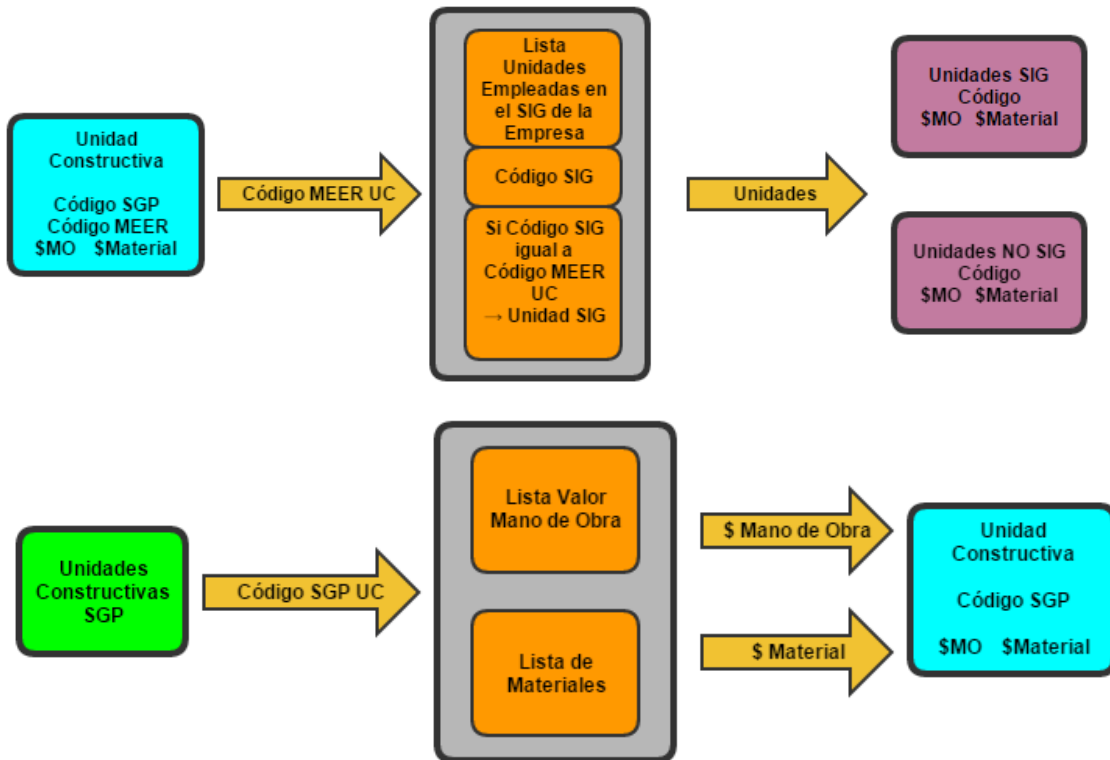 Unidad
Constructiva
Código SGP
Código MEER
$MO $Material
Código MEER UC
Lista
Unidades
Empleadas en
el SIG de la
Empresa
Código SIG
Si Código SIG
igual a
Código MEER
UC
→ Unidad SIG
Unidades
Unidades SIG
Código
$MO $Material
Unidades NO SIG
Código
$MO $Material
Unidades
Constructivas
SGP
Código SGP UC
Lista Valor
Mano de Obra
Lista de
Materiales
$ Mano de Obra
$ Material
Unidad
Constructiva
Código SGP
$MO $Material